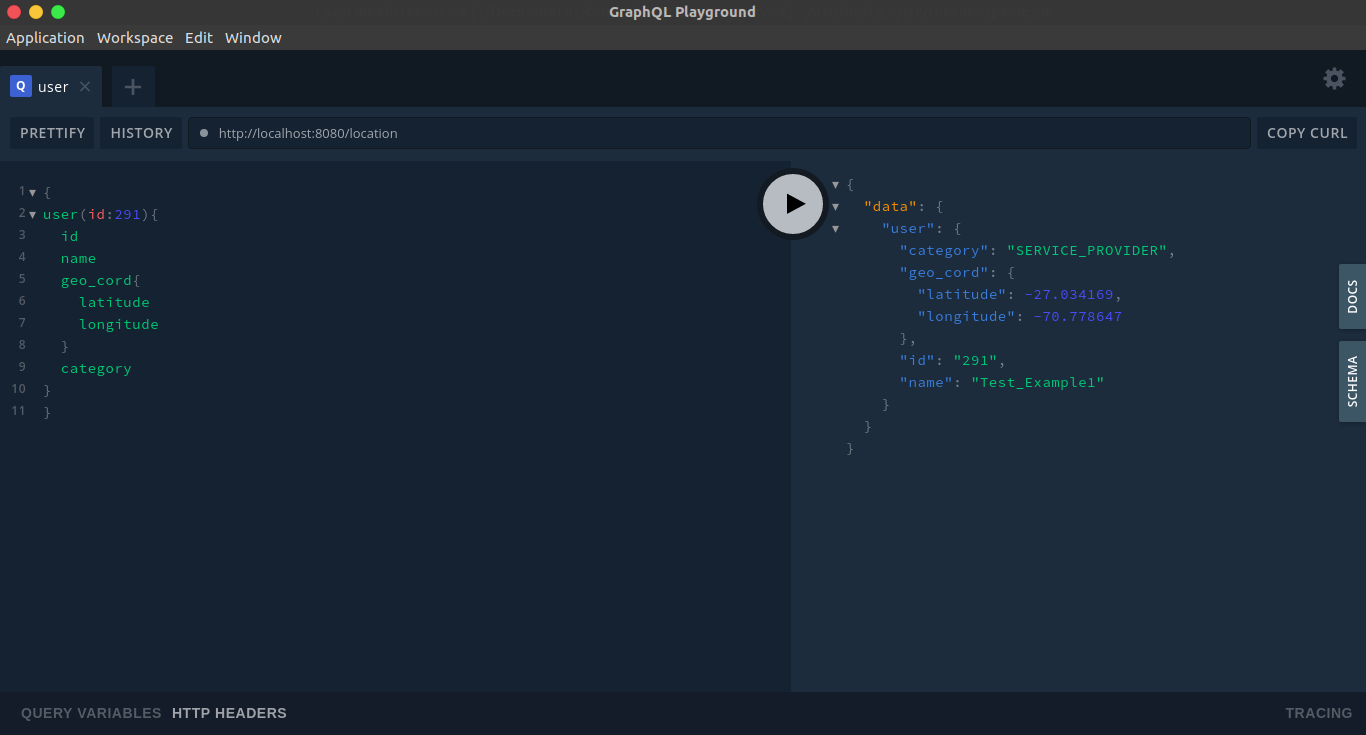 GraphQL Playground
Application Workspace Edit Window
Q user × +
PRETTIFY HISTORY http://localhost:8080/location COPY CURL
1 {
2 user(id:291){
3 id
4 name
5 geo_cord{
6 latitude
7 longitude
8 }
9 category
10 }
11 }
{
"data": {
"user": {
"category": "SERVICE_PROVIDER",
"geo_cord": {
"latitude": -27.034169,
"longitude": -70.778647
},
"id": "291",
"name": "Test_Example1"
}
}
}
DOCS
SCHEMA
QUERY VARIABLES HTTP HEADERS TRACING